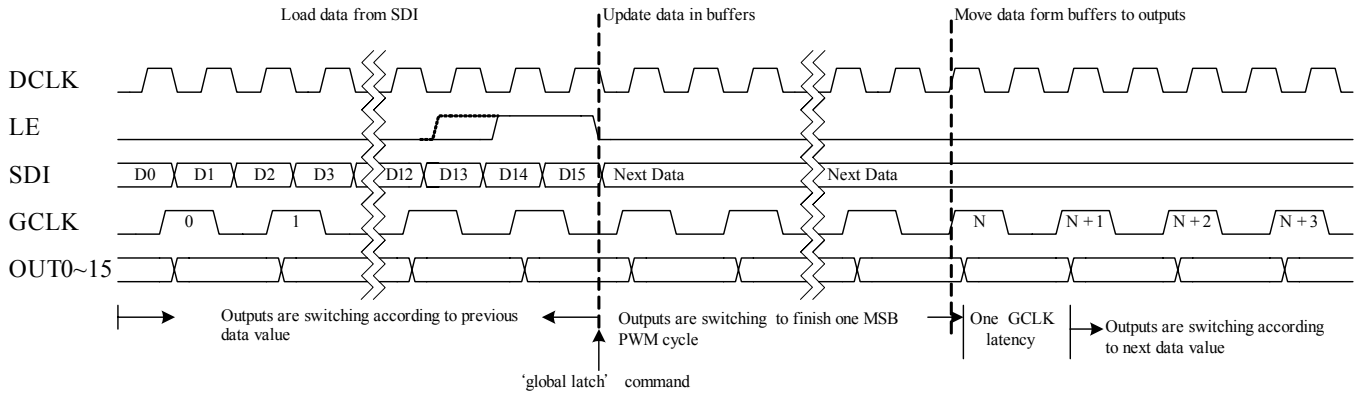 Load data from SDI
Update data in buffers
Move data form buffers to outputs
DCLK
LE
SDI
D0 D1 D2 D3 D12 D13 D14 D15 Next Data Next Data
GCLK
0 1 N N + 1 N + 2 N + 3
OUT0~15
Outputs are switching according to previous
data value
Outputs are switching to finish one MSB
PWM cycle
One GCLK
latency
Outputs are switching according
to next data value
'global latch' command